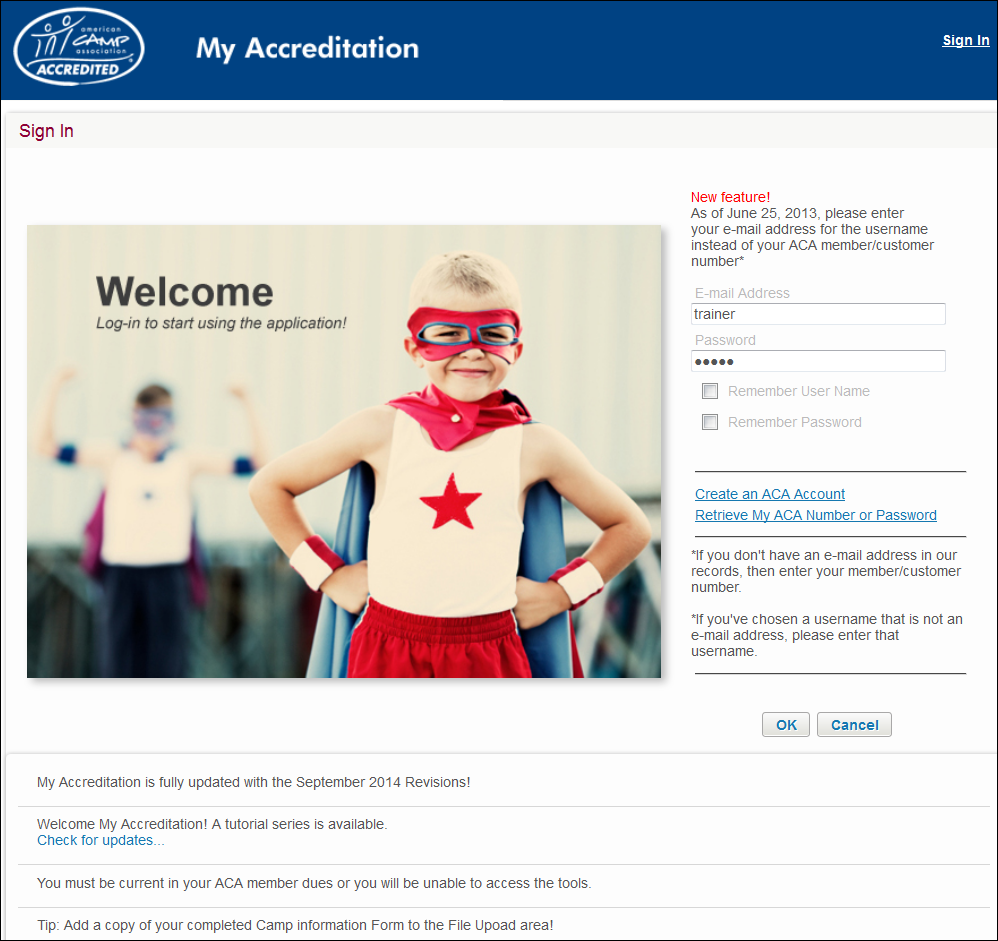 american
CAMP
association
ACCREDITED
My Accreditation
Sign In
Sign In
Welcome
Log-in to start using the application!
New feature!
As of June 25, 2013, please enter
your e-mail address for the username
instead of your ACA member/customer
number*
E-mail Address
trainer
Password
●●●●●
Remember User Name
Remember Password
Create an ACA Account
Retrieve My ACA Number or Password
*If you don't have an e-mail address in our
records, then enter your member/customer
number.
*If you've chosen a username that is not an
e-mail address, please enter that
username.
OK
Cancel
My Accreditation is fully updated with the September 2014 Revisions!
Welcome My Accreditation! A tutorial series is available.
Check for updates...
You must be current in your ACA member dues or you will be unable to access the tools.
Tip: Add a copy of your completed Camp information Form to the File Upoad area!